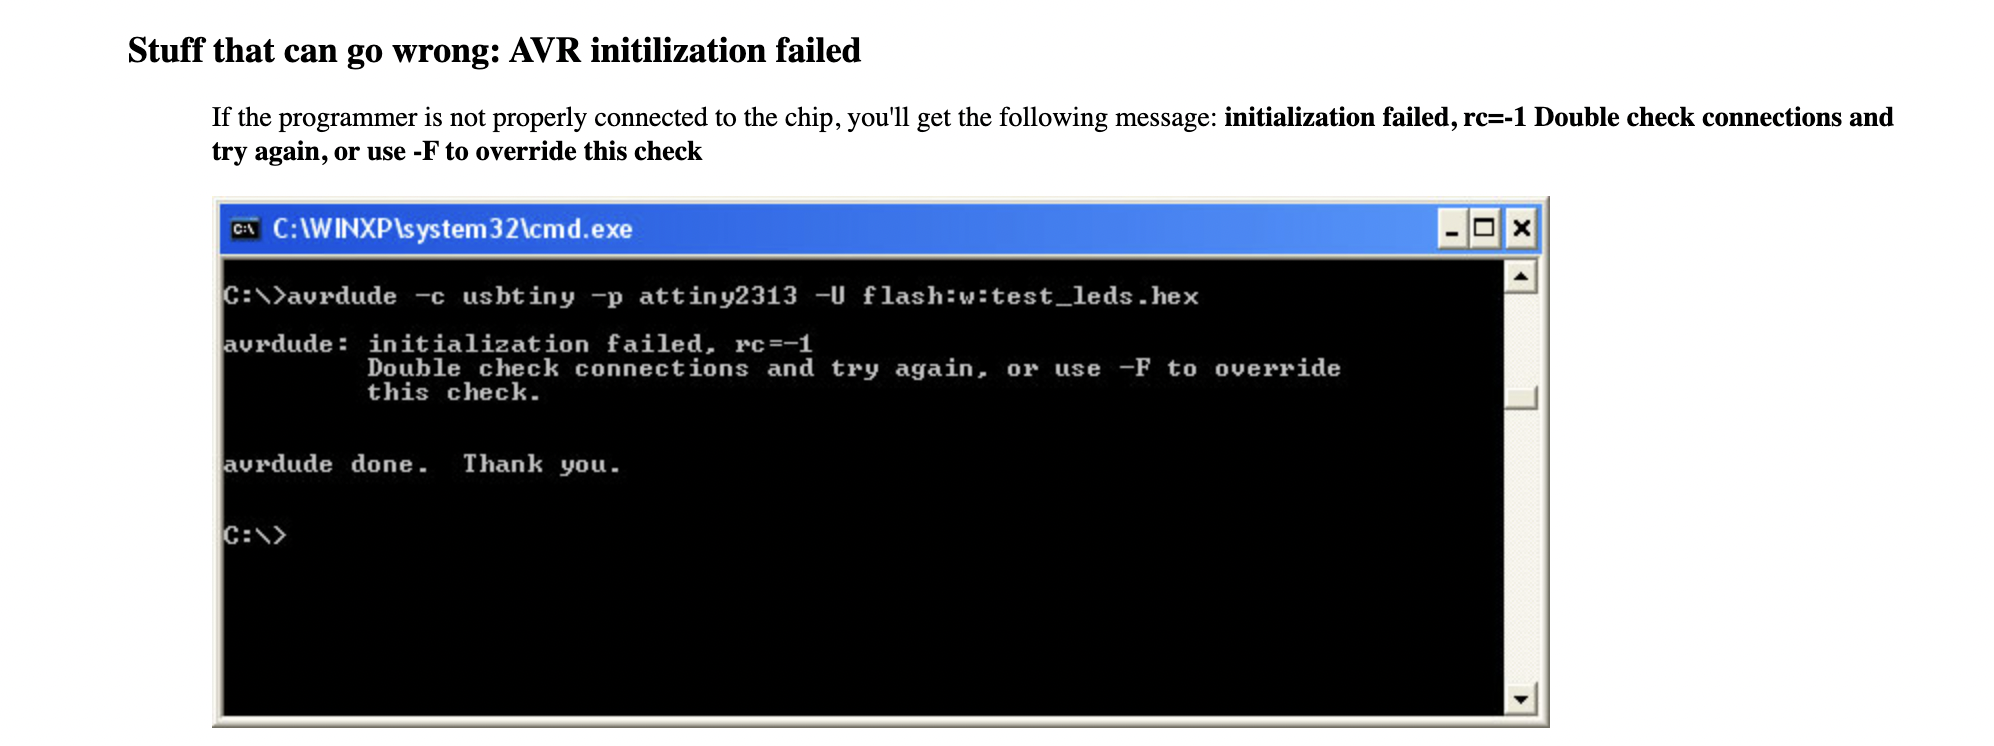 Stuff that can go wrong: AVR initilization failed
If the programmer is not properly connected to the chip, you'll get the following message: initialization failed, rc=-1 Double check connections and
try again, or use -F to override this check
C:\WINXP\system32\cmd.exe
C:\>avrdude -c usbtiny -p attiny2313 -U flash:w:test_leds.hex
avrdude: initialization failed, rc=-1
Double check connections and try again, or use -F to override
this check.
avrdude done.  Thank you.
C:\>